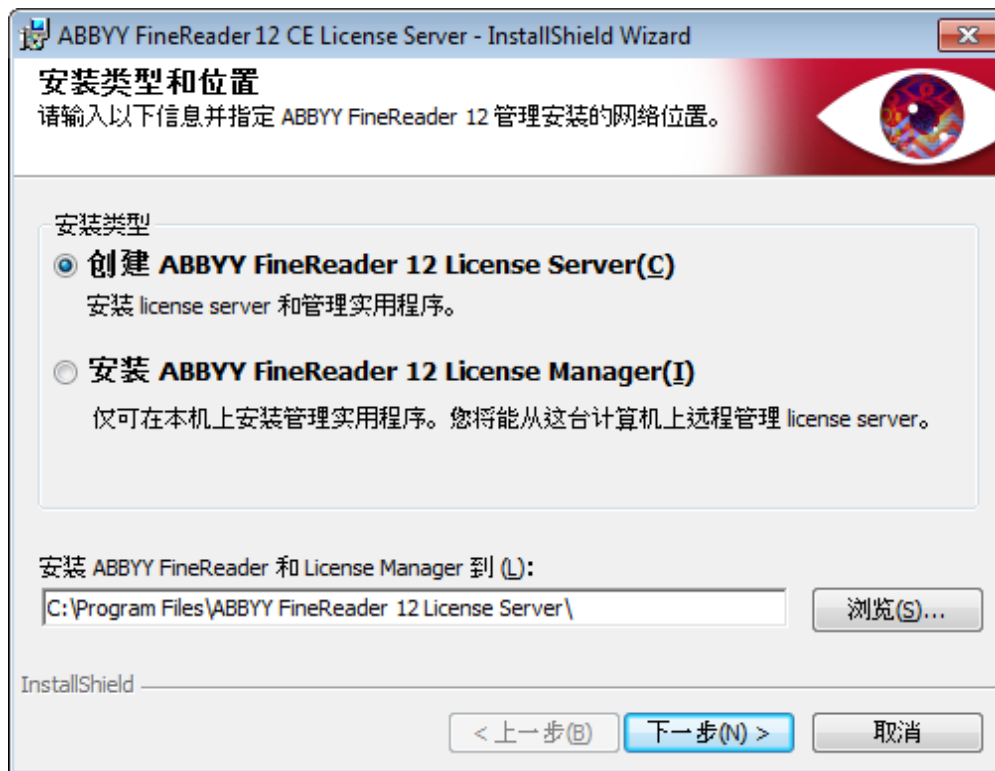 ABBYY FineReader 12 CE License Server - InstallShield Wizard
安装类型和位置
请输入以下信息并指定 ABBYY FineReader 12 管理安装的网络位置。
安装类型
创建 ABBYY FineReader 12 License Server(C)
安装 license server 和管理实用程序。
安装 ABBYY FineReader 12 License Manager(I)
仅可在本机上安装管理实用程序。您将能从这台计算机上远程管理 license server。
安装 ABBYY FineReader 和 License Manager 到 (L):
C:\Program Files\ABBYY FineReader 12 License Server\
浏览(S)...
InstallShield
< 上一步(B)
下一步(N) >
取消